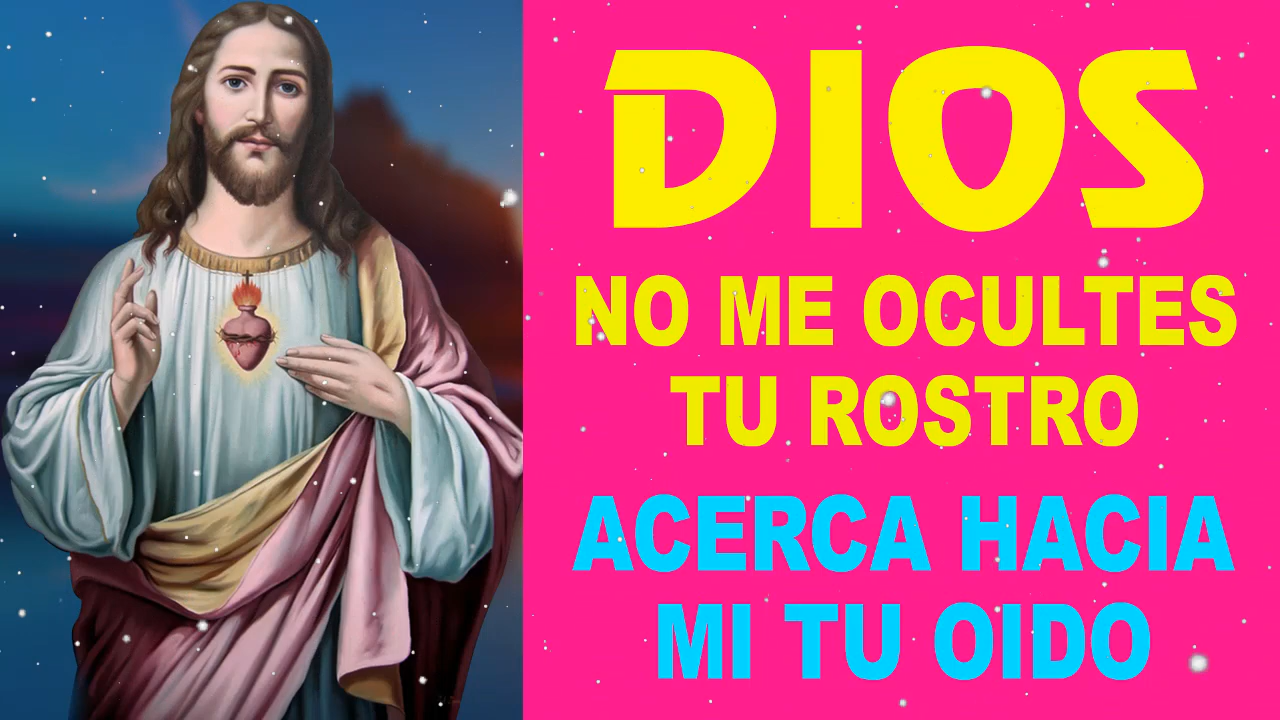 DIOS
NO ME OCULTES
TU ROSTRO
ACERCA HACIA
MI TU OIDO